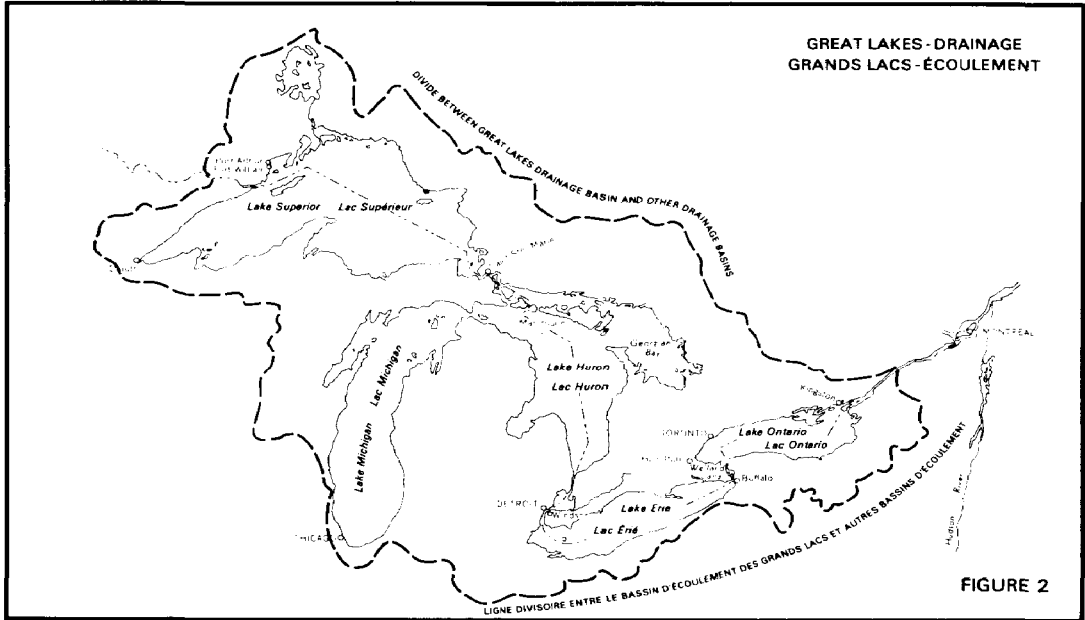 GREAT LAKES-DRAINAGE
GRANDS LACS-ÉCOULEMENT
DIVIDE BETWEEN GREAT LAKES DRAINAGE BASIN AND OTHER DRAINAGE BASINS
Port Arthur
Fort William
Lake Superior Lac Supérieur
Lake Michigan Lac Michigan
Georgian
Bay
Lake Huron
Lac Huron
MONTREAL
Kingston
TORONTO
Lake Ontario
Lac Ontario
Buffalo
DETROIT
Lake Erie
Lac Érié
CHICAGO
Hudson River
LIGNE DIVISOIRE ENTRE LE BASSIN D'ÉCOULEMENT DES GRANDS LACS ET AUTRES BASSINS D'ÉCOULEMENT
FIGURE 2